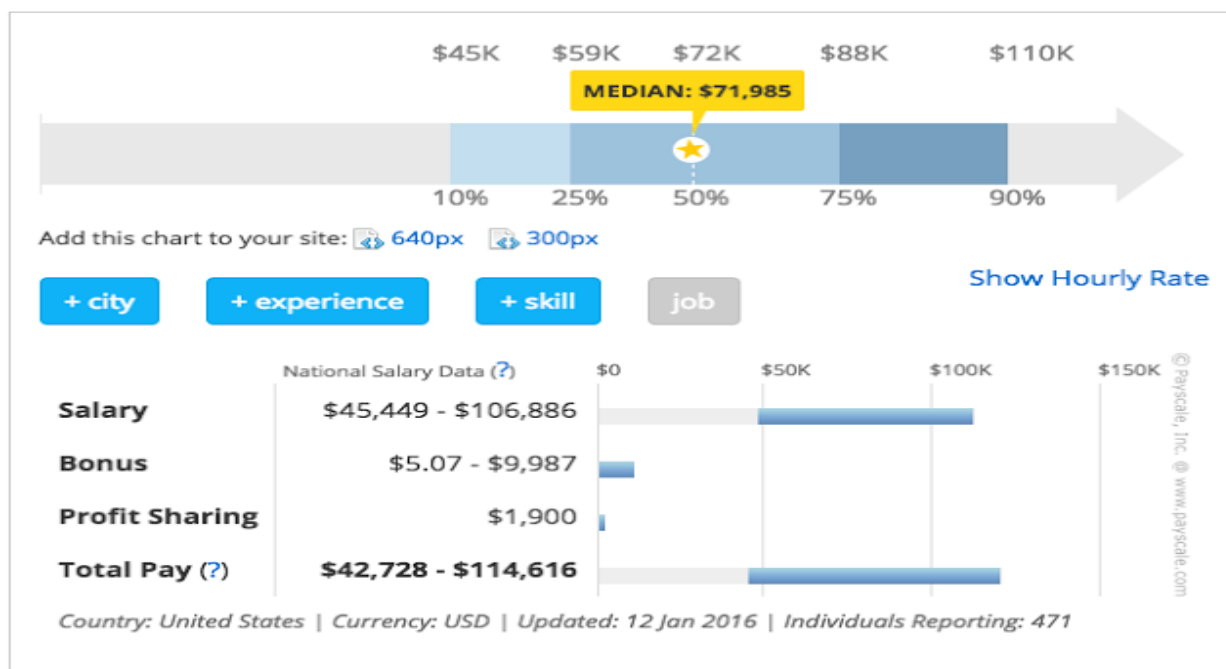 $45K $59K $72K $88K $110K
MEDIAN: $71,985
10% 25% 50% 75% 90%
Add this chart to your site: 640px 300px
Show Hourly Rate
+ city + experience + skill job
National Salary Data (?) $0 $50K $100K $150K
Salary $45,449 - $106,886
Bonus $5.07 - $9,987
Profit Sharing $1,900
Total Pay (?) $42,728 - $114,616
Country: United States | Currency: USD | Updated: 12 Jan 2016 | Individuals Reporting: 471
© Payscale, Inc. @ www.payscale.com